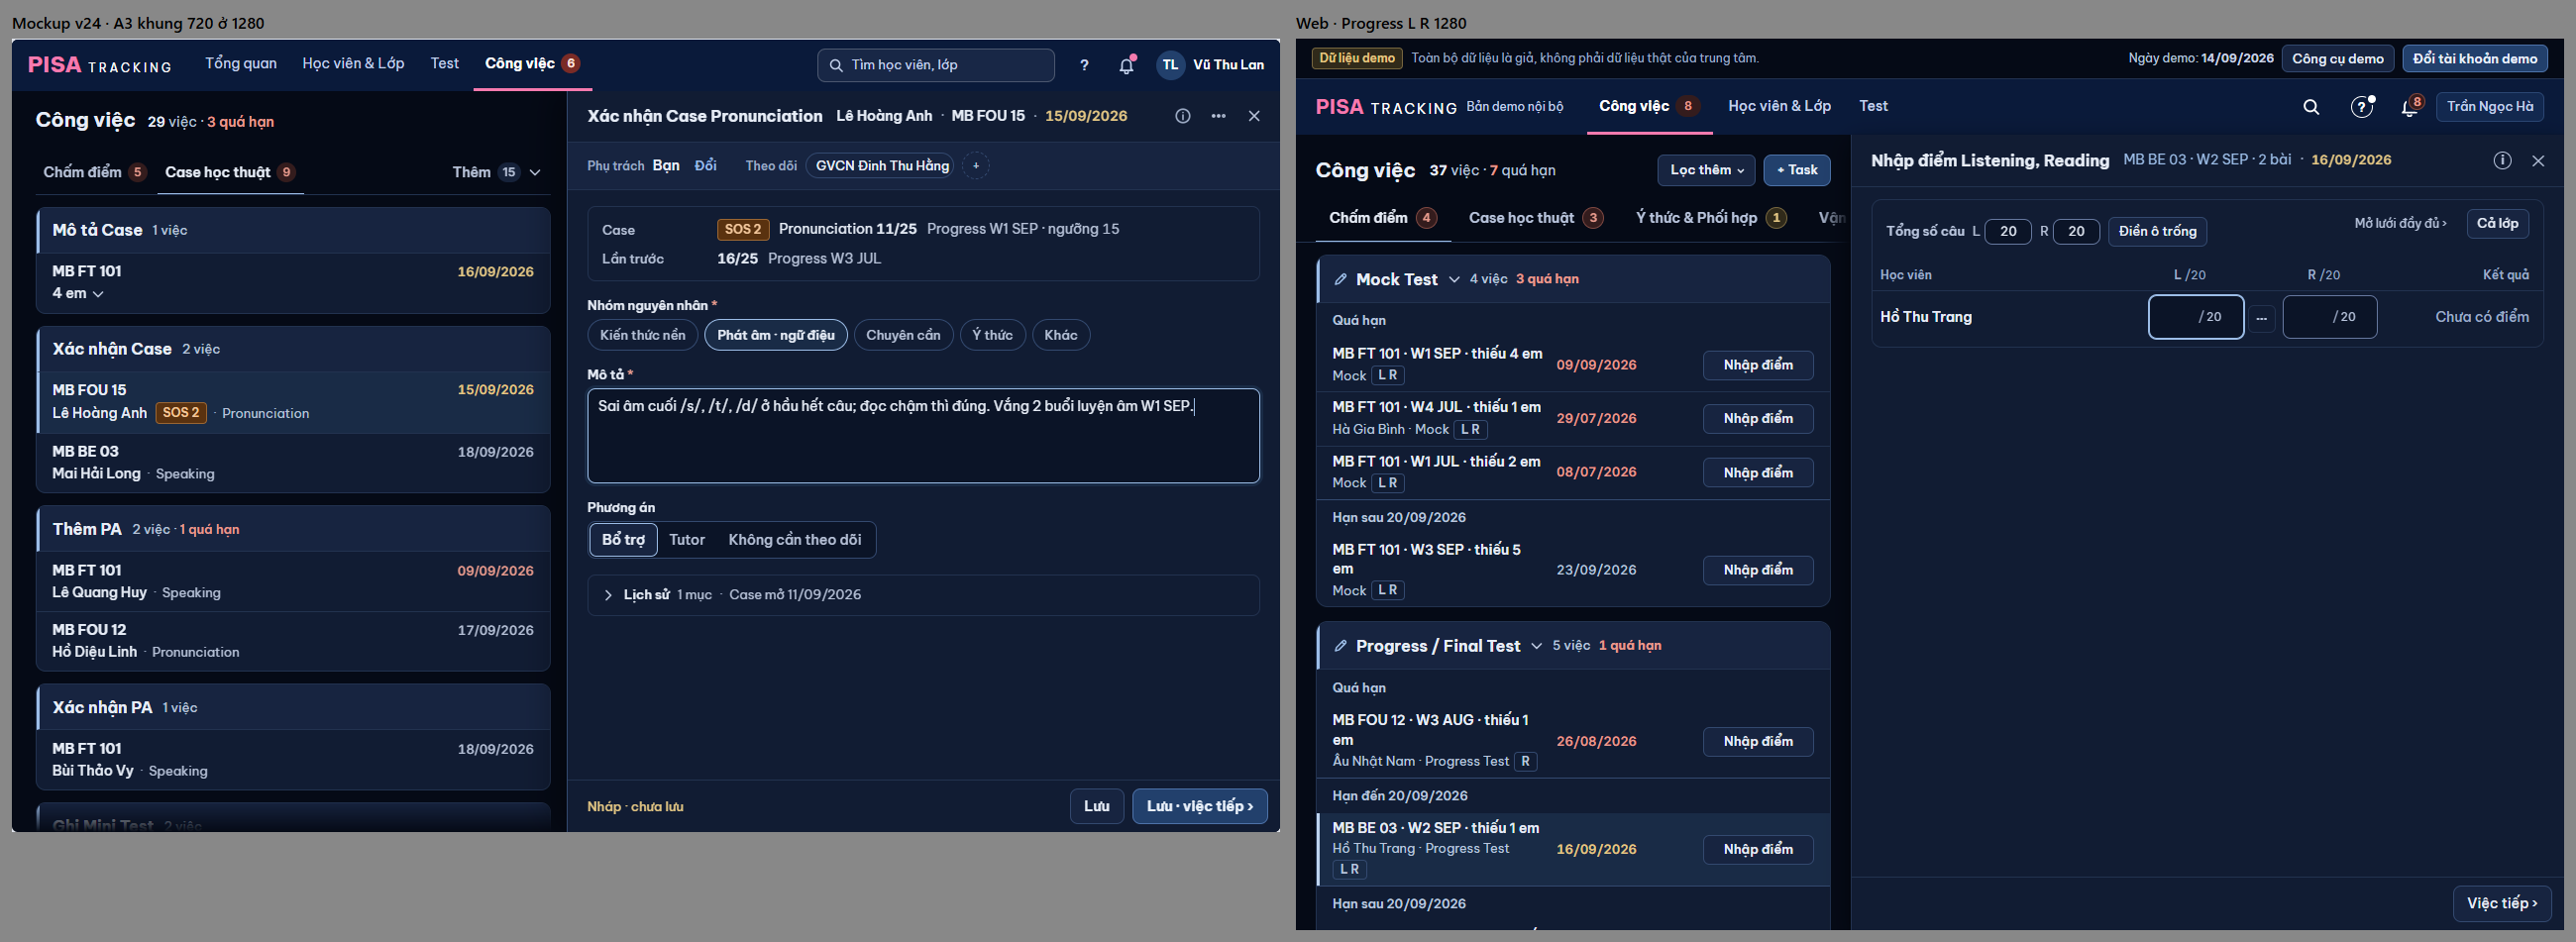 Mockup v24 · A3 khung 720 ở 1280
PISA TRACKING Tổng quan Học viên & Lớp Test Công việc 6 Tìm học viên, lớp ? TL Vũ Thu Lan
Công việc 29 việc · 3 quá hạn
Chấm điểm 5 Case học thuật 9 Thêm 15
Mô tả Case 1 việc
MB FT 101 16/09/2026
4 em
Xác nhận Case 2 việc
MB FOU 15 15/09/2026
Lê Hoàng Anh SOS 2 · Pronunciation
MB BE 03 18/09/2026
Mai Hải Long · Speaking
Thêm PA 2 việc · 1 quá hạn
MB FT 101 09/09/2026
Lê Quang Huy · Speaking
MB FOU 12 17/09/2026
Hồ Diệu Linh · Pronunciation
Xác nhận PA 1 việc
MB FT 101 18/09/2026
Bùi Thảo Vy · Speaking
Ghi Mini Test 2 việc
Xác nhận Case Pronunciation Lê Hoàng Anh · MB FOU 15 · 15/09/2026
Phụ trách Bạn Đổi Theo dõi GVCN Đinh Thu Hằng +
Case SOS 2 Pronunciation 11/25 Progress W1 SEP · ngưỡng 15
Lần trước 16/25 Progress W3 JUL
Nhóm nguyên nhân *
Kiến thức nền Phát âm · ngữ điệu Chuyên cần Ý thức Khác
Mô tả *
Sai âm cuối /s/, /t/, /d/ ở hầu hết câu; đọc chậm thì đúng. Vắng 2 buổi luyện âm W1 SEP.
Phương án
Bổ trợ Tutor Không cần theo dõi
Lịch sử 1 mục · Case mở 11/09/2026
Nháp · chưa lưu Lưu Lưu · việc tiếp ›
Web · Progress L R 1280
Dữ liệu demo Toàn bộ dữ liệu là giả, không phải dữ liệu thật của trung tâm. Ngày demo: 14/09/2026 Công cụ demo Đổi tài khoản demo
PISA TRACKING Bản demo nội bộ Công việc 8 Học viên & Lớp Test ? 8 Trần Ngọc Hà
Công việc 37 việc · 7 quá hạn Lọc thêm + Task
Chấm điểm 4 Case học thuật 3 Ý thức & Phối hợp 1 Vận
Mock Test 4 việc 3 quá hạn
Quá hạn
MB FT 101 · W1 SEP · thiếu 4 em 09/09/2026 Nhập điểm
Mock L R
MB FT 101 · W4 JUL · thiếu 1 em 29/07/2026 Nhập điểm
Hà Gia Bình · Mock L R
MB FT 101 · W1 JUL · thiếu 2 em 08/07/2026 Nhập điểm
Mock L R
Hạn sau 20/09/2026
MB FT 101 · W3 SEP · thiếu 5
em 23/09/2026 Nhập điểm
Mock L R
Progress / Final Test 5 việc 1 quá hạn
Quá hạn
MB FOU 12 · W3 AUG · thiếu 1
em 26/08/2026 Nhập điểm
Âu Nhật Nam · Progress Test R
Hạn đến 20/09/2026
MB BE 03 · W2 SEP · thiếu 1 em
Hồ Thu Trang · Progress Test 16/09/2026 Nhập điểm
L R
Hạn sau 20/09/2026
Nhập điểm Listening, Reading MB BE 03 · W2 SEP · 2 bài · 16/09/2026
Tổng số câu L 20 R 20 Điền ô trống Mở lưới đầy đủ › Cả lớp
Học viên L /20 R /20 Kết quả
Hồ Thu Trang / 20 ... / 20 Chưa có điểm
Việc tiếp ›